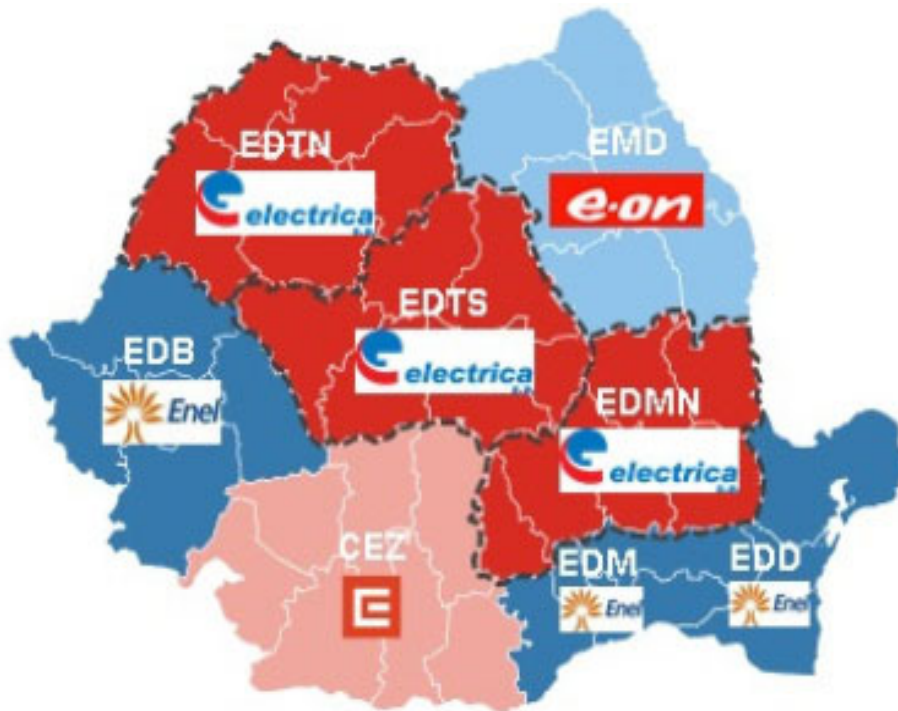 EDTN
electrica
s.a.
EMD
e·on
EDTS
electrica
s.a.
EDB
Enel
EDMN
electrica
s.a.
CEZ
EDM
Enel
EDD
Enel